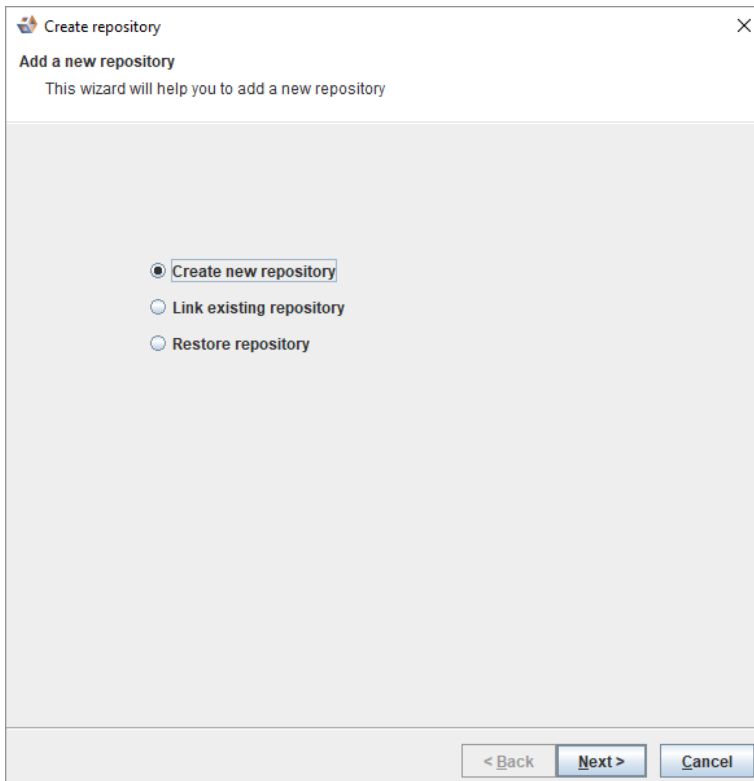 Create repository
Add a new repository
This wizard will help you to add a new repository
Create new repository
Link existing repository
Restore repository
< Back Next > Cancel